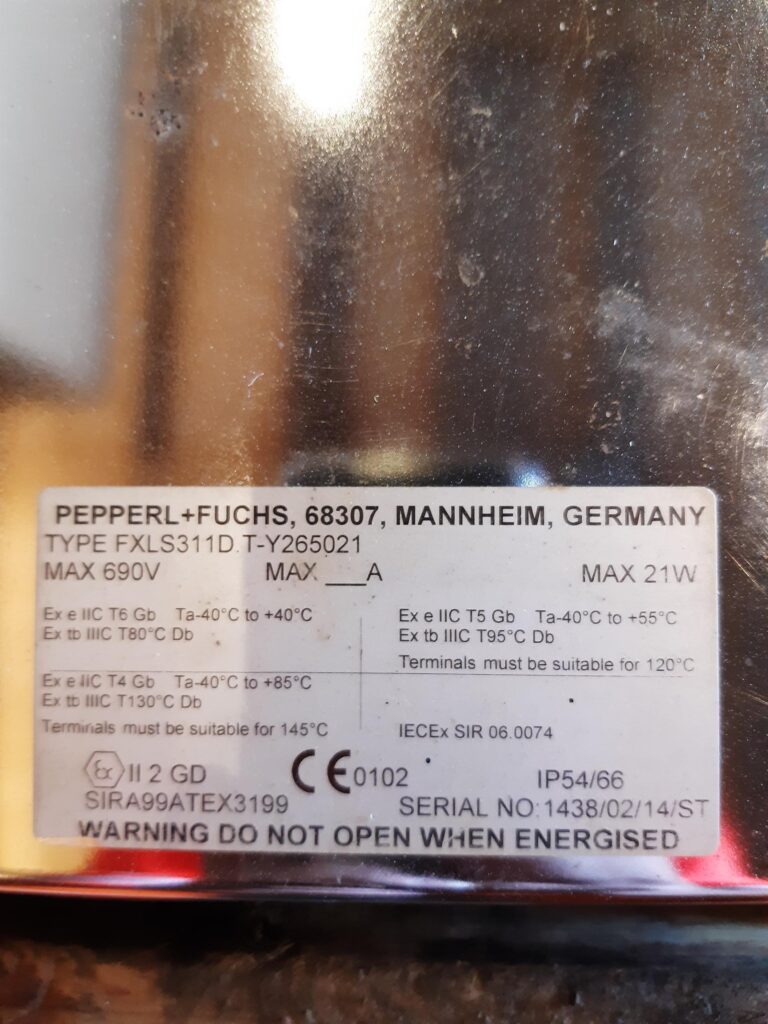 PEPPERL+FUCHS, 68307, MANNHEIM, GERMANY
TYPE FXLS311D.T-Y265021
MAX 690V MAX ___A MAX 21W
Ex e IIC T6 Gb Ta-40°C to +40°C
Ex tb IIIC T80°C Db
Ex e IIC T5 Gb Ta-40°C to +55°C
Ex tb IIIC T95°C Db
Terminals must be suitable for 120°C
Ex e IIC T4 Gb Ta-40°C to +85°C
Ex tb IIIC T130°C Db
Terminals must be suitable for 145°C
IECEx SIR 06.0074
Ex II 2 GD CE0102 IP54/66
SIRA99ATEX3199 SERIAL NO:1438/02/14/ST
WARNING DO NOT OPEN WHEN ENERGISED